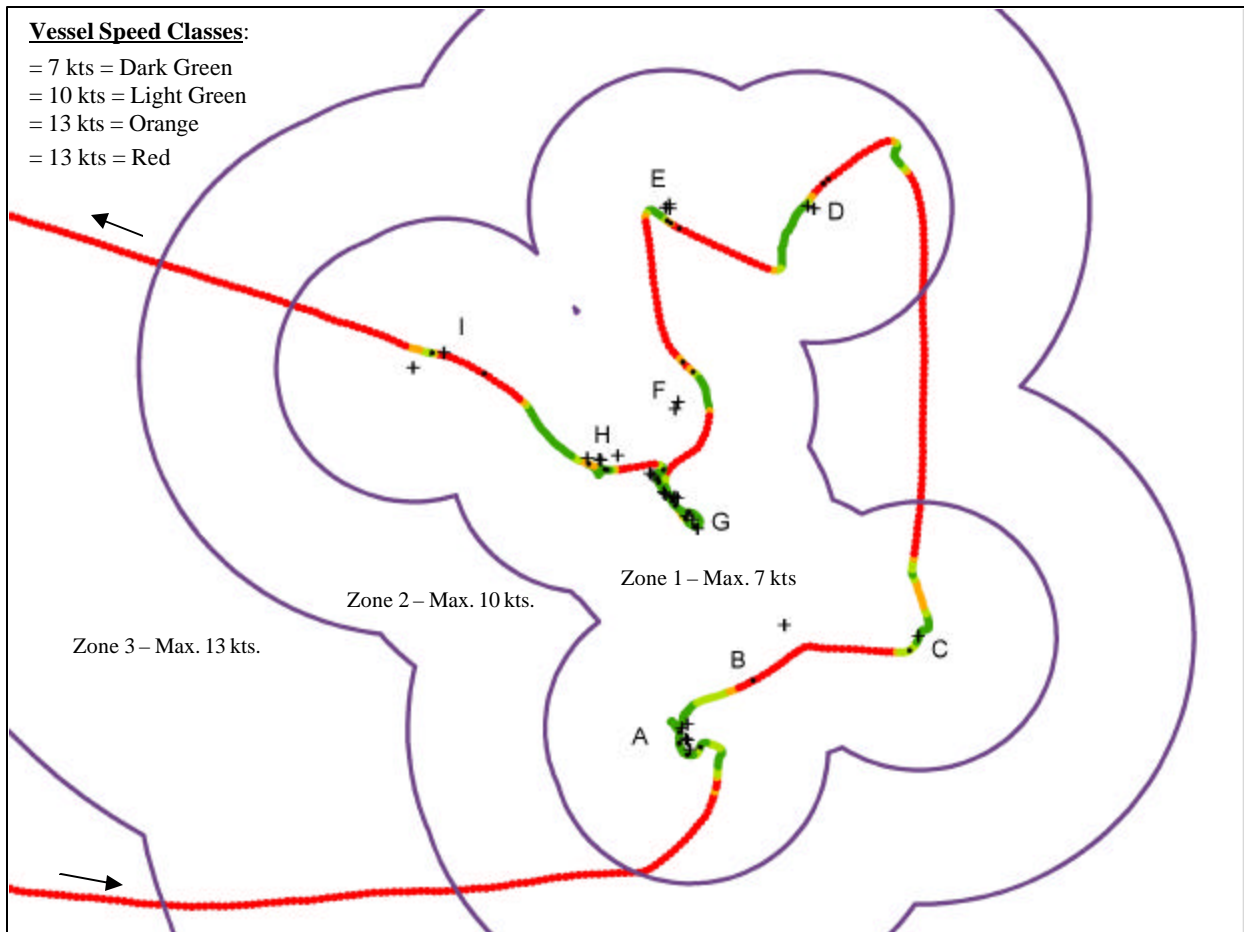 Vessel Speed Classes:
= 7 kts = Dark Green
= 10 kts = Light Green
= 13 kts = Orange
= 13 kts = Red
E
D
I
F
H
G
Zone 1 – Max. 7 kts
Zone 2 – Max. 10 kts.
Zone 3 – Max. 13 kts.
C
B
A